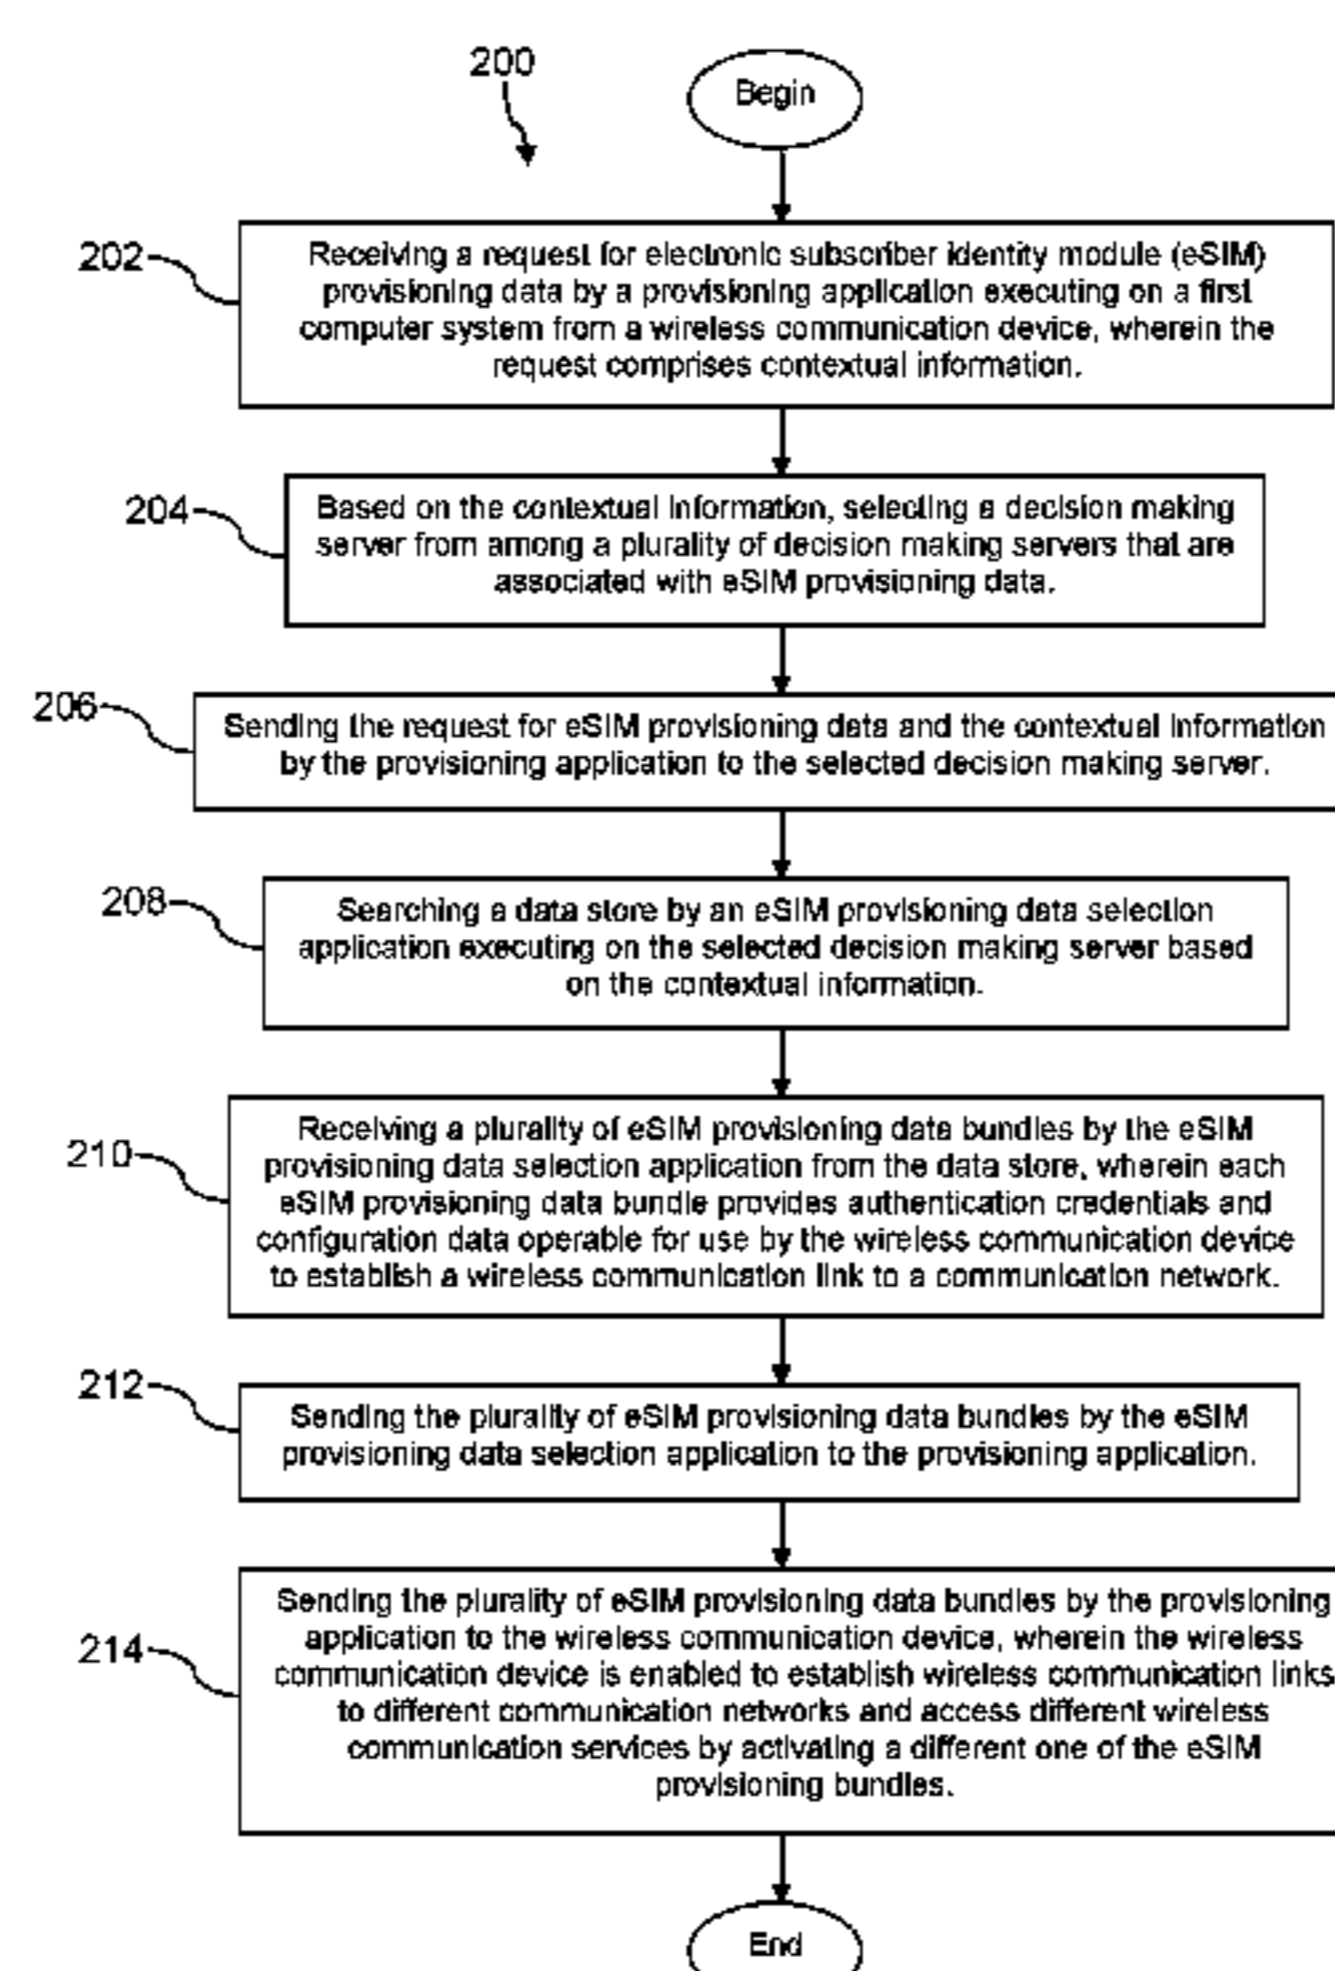 200
Begin
202
Receiving a request for electronic subscriber identity module (eSIM)
provisioning data by a provisioning application executing on a first
computer system from a wireless communication device, wherein the
request comprises contextual information.
204
Based on the contextual information, selecting a decision making
server from among a plurality of decision making servers that are
associated with eSIM provisioning data.
206
Sending the request for eSIM provisioning data and the contextual information
by the provisioning application to the selected decision making server.
208
Searching a data store by an eSIM provisioning data selection
application executing on the selected decision making server based
on the contextual information.
210
Receiving a plurality of eSIM provisioning data bundles by the eSIM
provisioning data selection application from the data store, wherein each
eSIM provisioning data bundle provides authentication credentials and
configuration data operable for use by the wireless communication device
to establish a wireless communication link to a communication network.
212
Sending the plurality of eSIM provisioning data bundles by the eSIM
provisioning data selection application to the provisioning application.
214
Sending the plurality of eSIM provisioning data bundles by the provisioning
application to the wireless communication device, wherein the wireless
communication device is enabled to establish wireless communication links
to different communication networks and access different wireless
communication services by activating a different one of the eSIM
provisioning bundles.
End